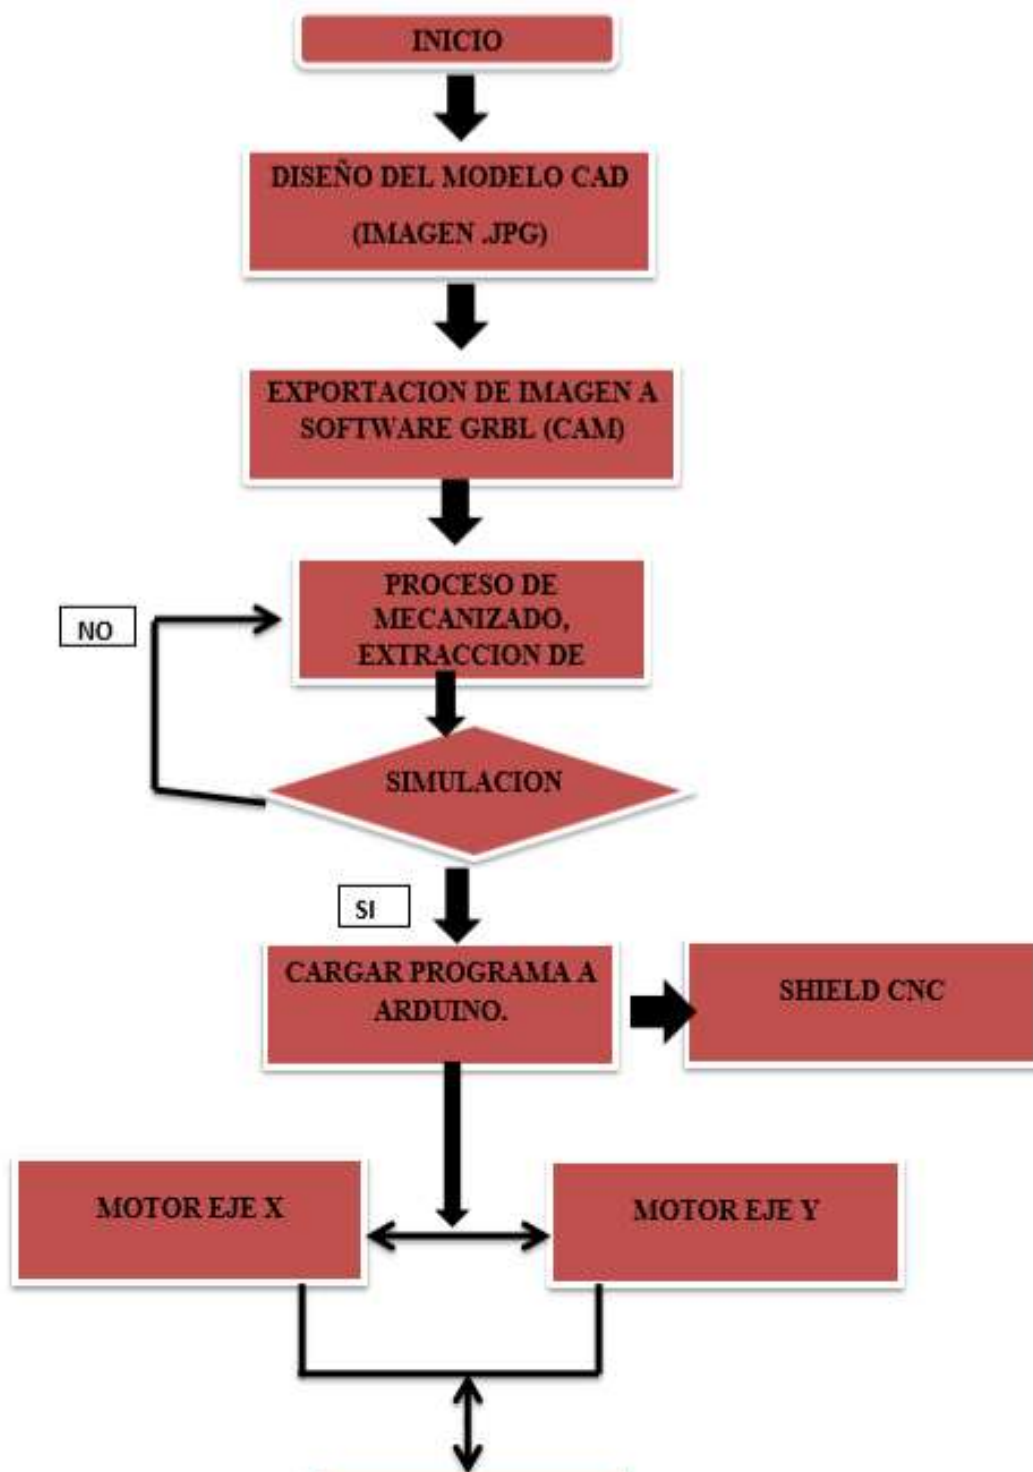 INICIO
DISEÑO DEL MODELO CAD
(IMAGEN .JPG)
EXPORTACION DE IMAGEN A
SOFTWARE GRBL (CAM)
PROCESO DE
MECANIZADO,
EXTRACCION DE
NO
SIMULACION
SI
CARGAR PROGRAMA A
ARDUINO.
SHIELD CNC
MOTOR EJE X
MOTOR EJE Y